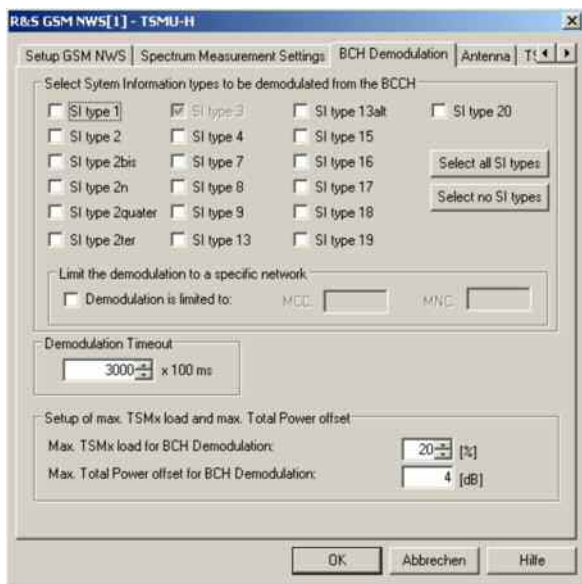 R&S GSM NWS[1] - TSMU-H
Setup GSM NWS Spectrum Measurement Settings BCH Demodulation Antenna
Select Sytem Information types to be demodulated from the BCCH
SI type 1 SI type 3 SI type 13alt SI type 20
SI type 2 SI type 4 SI type 15
SI type 2bis SI type 7 SI type 16 Select all SI types
SI type 2n SI type 8 SI type 17
SI type 2quater SI type 9 SI type 18 Select no SI types
SI type 2ter SI type 13 SI type 19
Limit the demodulation to a specific network
Demodulation is limited to: MCC: MNC:
Demodulation Timeout
3000 x 100 ms
Setup of max. TSMx load and max. Total Power offset
Max. TSMx load for BCH Demodulation: 20 [%]
Max. Total Power offset for BCH Demodulation: 4 [dB]
OK Abbrechen Hilfe